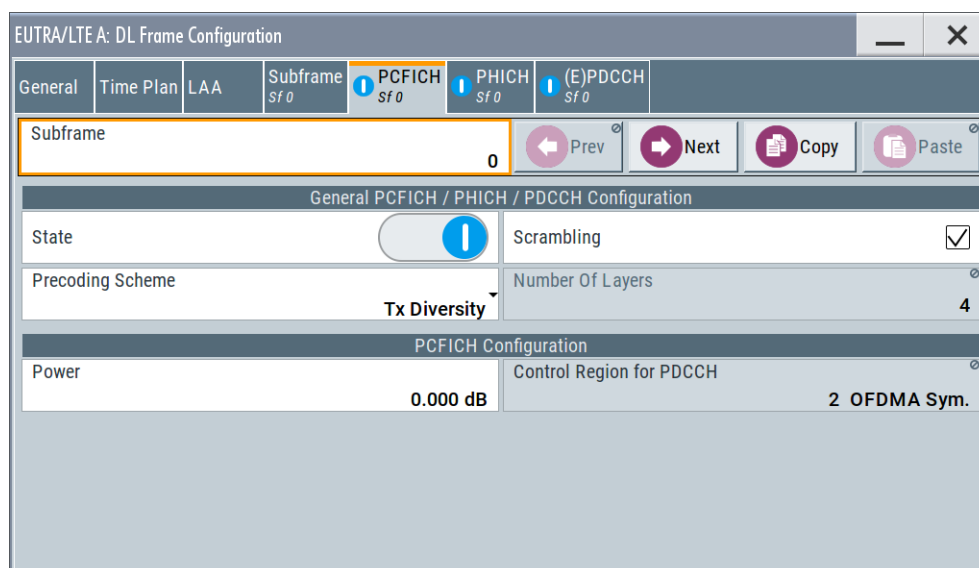 EUTRA/LTE A: DL Frame Configuration
General
Time Plan
LAA
Subframe
Sf 0
PCFICH
Sf 0
PHICH
Sf 0
(E)PDCCH
Sf 0
Subframe
0
Prev
Next
Copy
Paste
General PCFICH / PHICH / PDCCH Configuration
State
Scrambling
Precoding Scheme
Tx Diversity
Number Of Layers
4
PCFICH Configuration
Power
0.000 dB
Control Region for PDCCH
2 OFDMA Sym.